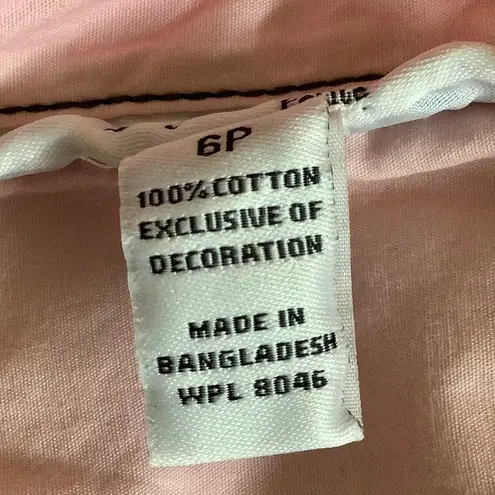 6P
100% COTTON
EXCLUSIVE OF
DECORATION
MADE IN
BANGLADESH
WPL 8046